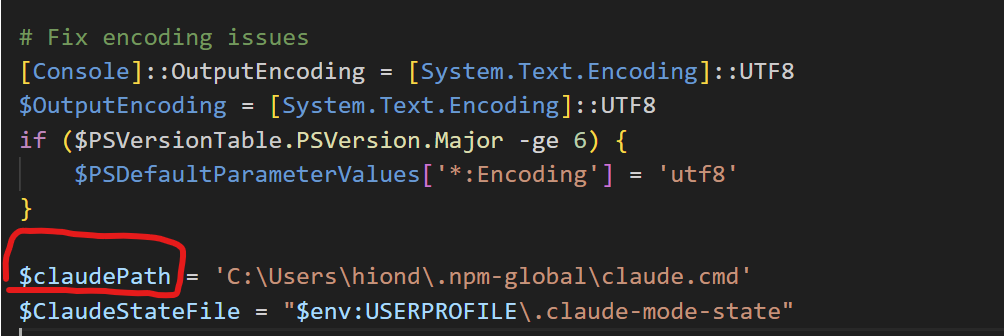 # Fix encoding issues
[Console]::OutputEncoding = [System.Text.Encoding]::UTF8
$OutputEncoding = [System.Text.Encoding]::UTF8
if ($PSVersionTable.PSVersion.Major -ge 6) {
    $PSDefaultParameterValues['*:Encoding'] = 'utf8'
}
$claudePath = 'C:\Users\hiond\.npm-global\claude.cmd'
$ClaudeStateFile = "$env:USERPROFILE\.claude-mode-state"